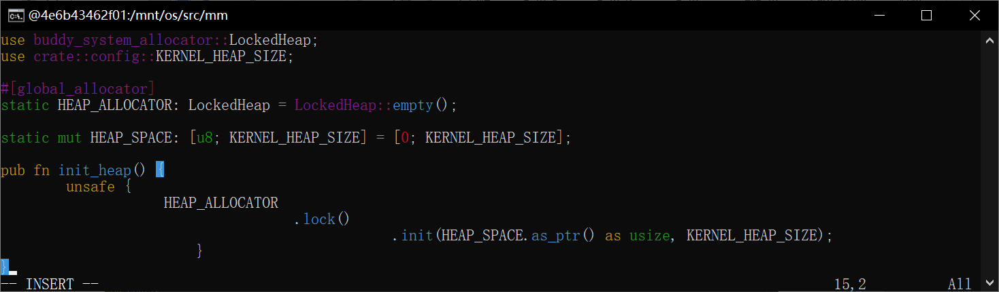 @4e6b43462f01:/mnt/os/src/mm
use buddy_system_allocator::LockedHeap;
use crate::config::KERNEL_HEAP_SIZE;
#[global_allocator]
static HEAP_ALLOCATOR: LockedHeap = LockedHeap::empty();
static mut HEAP_SPACE: [u8; KERNEL_HEAP_SIZE] = [0; KERNEL_HEAP_SIZE];
pub fn init_heap() {
unsafe {
HEAP_ALLOCATOR
.lock()
.init(HEAP_SPACE.as_ptr() as usize, KERNEL_HEAP_SIZE);
}
}
-- INSERT -- 15,2 All